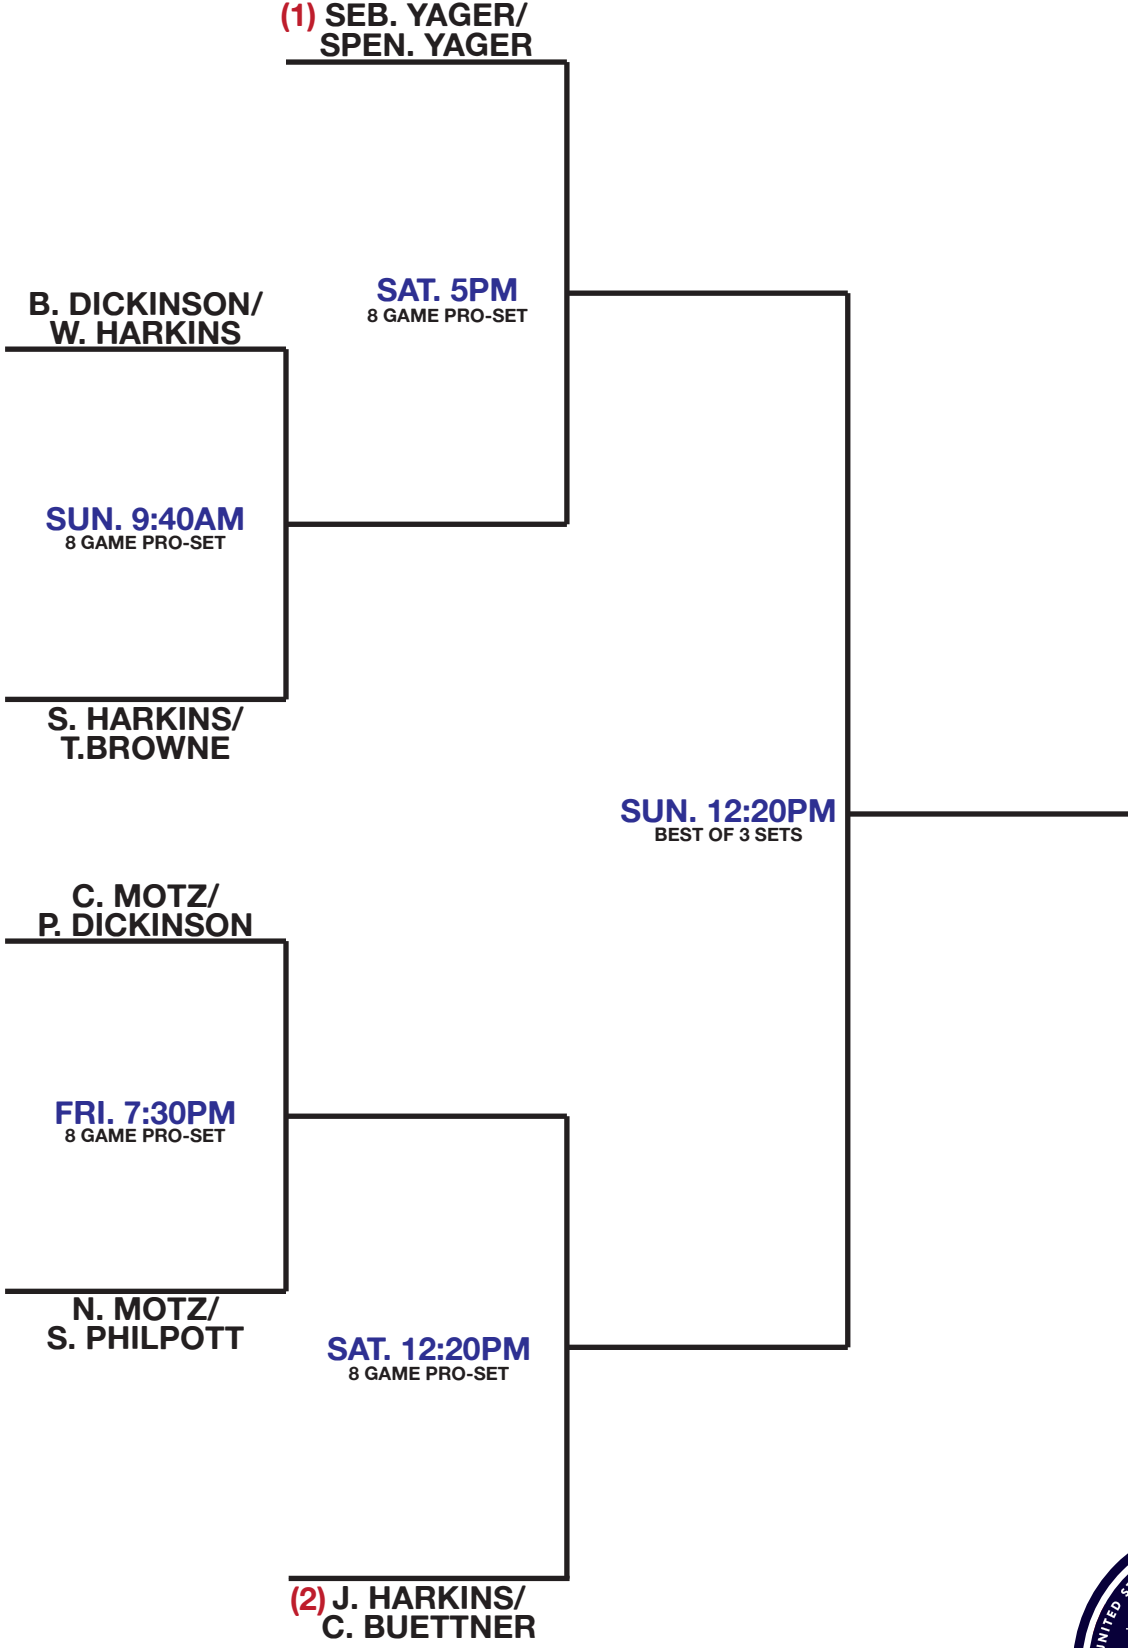 (1) SEB. YAGER/
SPEN. YAGER
SAT. 5PM
8 GAME PRO-SET
B. DICKINSON/
W. HARKINS
SUN. 9:40AM
8 GAME PRO-SET
S. HARKINS/
T.BROWNE
SUN. 12:20PM
BEST OF 3 SETS
C. MOTZ/
P. DICKINSON
FRI. 7:30PM
8 GAME PRO-SET
N. MOTZ/
S. PHILPOTT
SAT. 12:20PM
8 GAME PRO-SET
(2) J. HARKINS/
C. BUETTNER